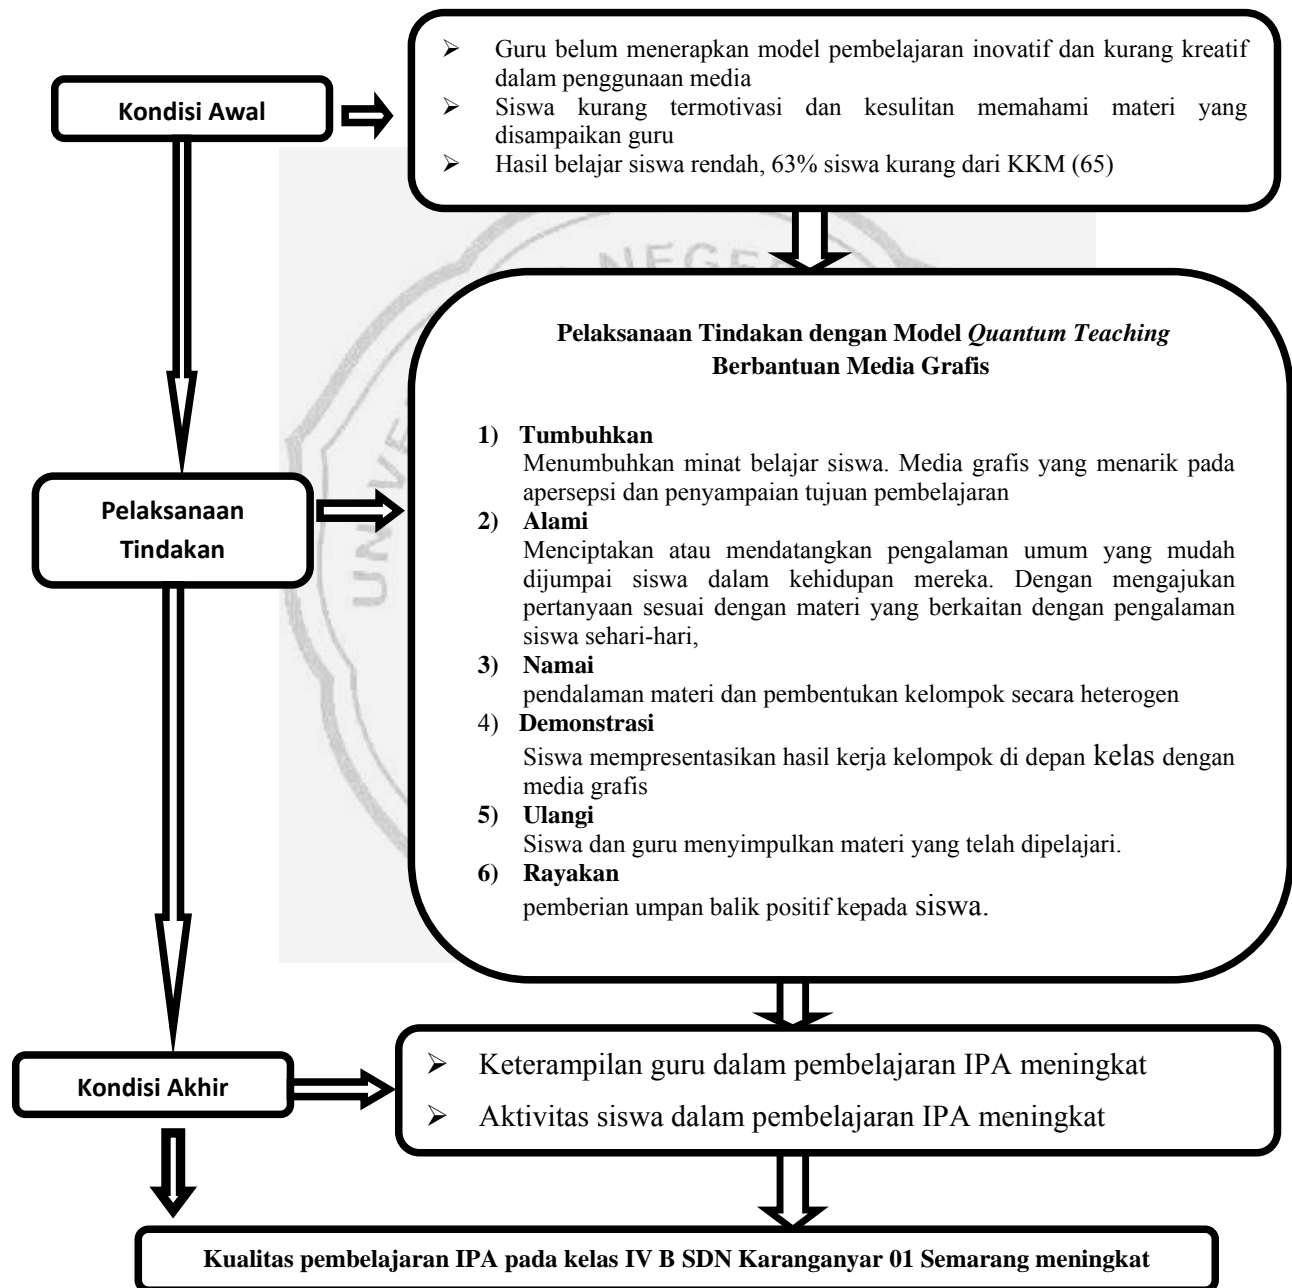 Kondisi Awal
➢ Guru belum menerapkan model pembelajaran inovatif dan kurang kreatif
dalam penggunaan media
➢ Siswa kurang termotivasi dan kesulitan memahami materi yang
disampaikan guru
➢ Hasil belajar siswa rendah, 63% siswa kurang dari KKM (65)
NEGE
UNIVE
Pelaksanaan
Tindakan
Pelaksanaan Tindakan dengan Model Quantum Teaching
Berbantuan Media Grafis
1) Tumbuhkan
Menumbuhkan minat belajar siswa. Media grafis yang menarik pada
apersepsi dan penyampaian tujuan pembelajaran
2) Alami
Menciptakan atau mendatangkan pengalaman umum yang mudah
dijumpai siswa dalam kehidupan mereka. Dengan mengajukan
pertanyaan sesuai dengan materi yang berkaitan dengan pengalaman
siswa sehari-hari,
3) Namai
pendalaman materi dan pembentukan kelompok secara heterogen
4) Demonstrasi
Siswa mempresentasikan hasil kerja kelompok di depan kelas dengan
media grafis
5) Ulangi
Siswa dan guru menyimpulkan materi yang telah dipelajari.
6) Rayakan
pemberian umpan balik positif kepada siswa.
Kondisi Akhir
➢ Keterampilan guru dalam pembelajaran IPA meningkat
➢ Aktivitas siswa dalam pembelajaran IPA meningkat
Kualitas pembelajaran IPA pada kelas IV B SDN Karanganyar 01 Semarang meningkat